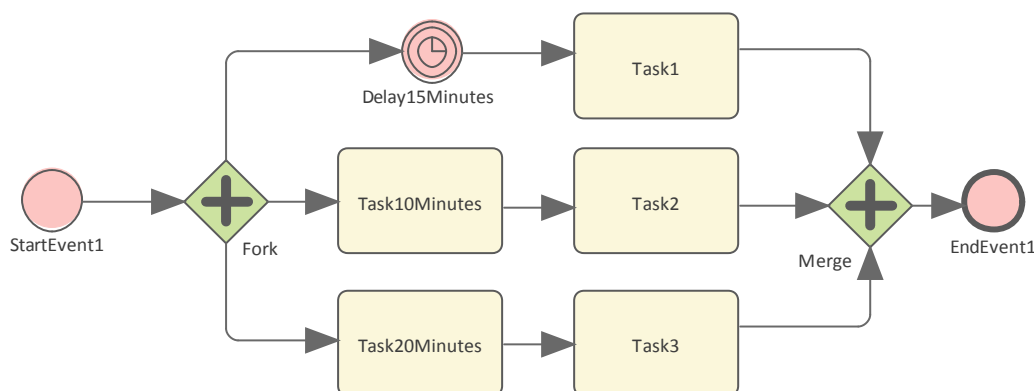 Task1
Delay15Minutes
StartEvent1
Fork
Task10Minutes
Task2
Merge
EndEvent1
Task20Minutes
Task3